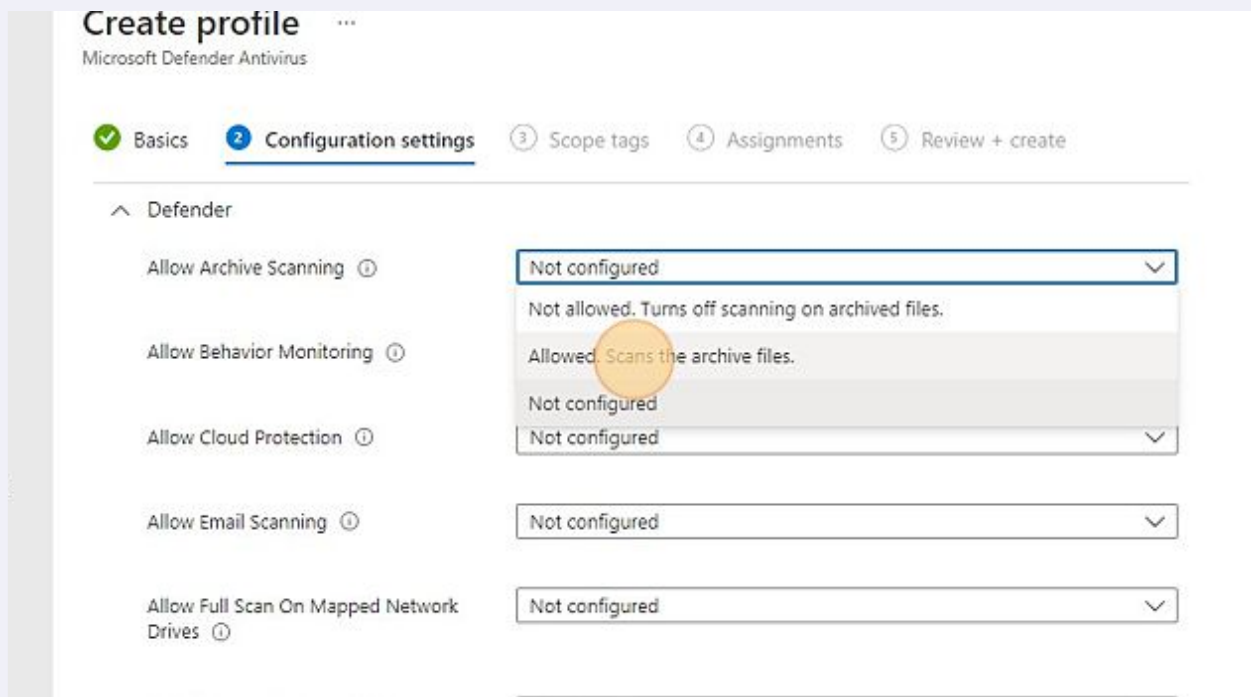 Create profile ...
Microsoft Defender Antivirus
Basics 2 Configuration settings 3 Scope tags 4 Assignments 5 Review + create
Defender
Allow Archive Scanning Not configured
Not allowed. Turns off scanning on archived files.
Allow Behavior Monitoring Allowed. Scans the archive files.
Not configured
Allow Cloud Protection Not configured
Allow Email Scanning Not configured
Allow Full Scan On Mapped Network Not configured
Drives